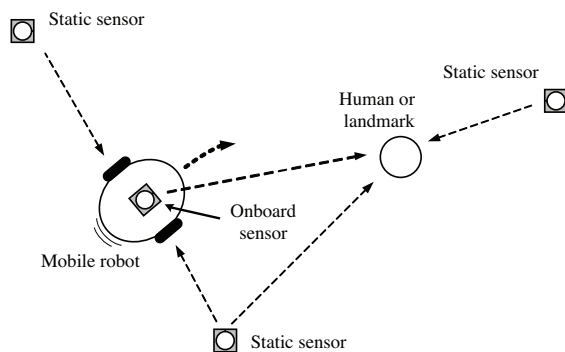 Static sensor
Static sensor
Human or
landmark
Onboard
sensor
Mobile robot
Static sensor